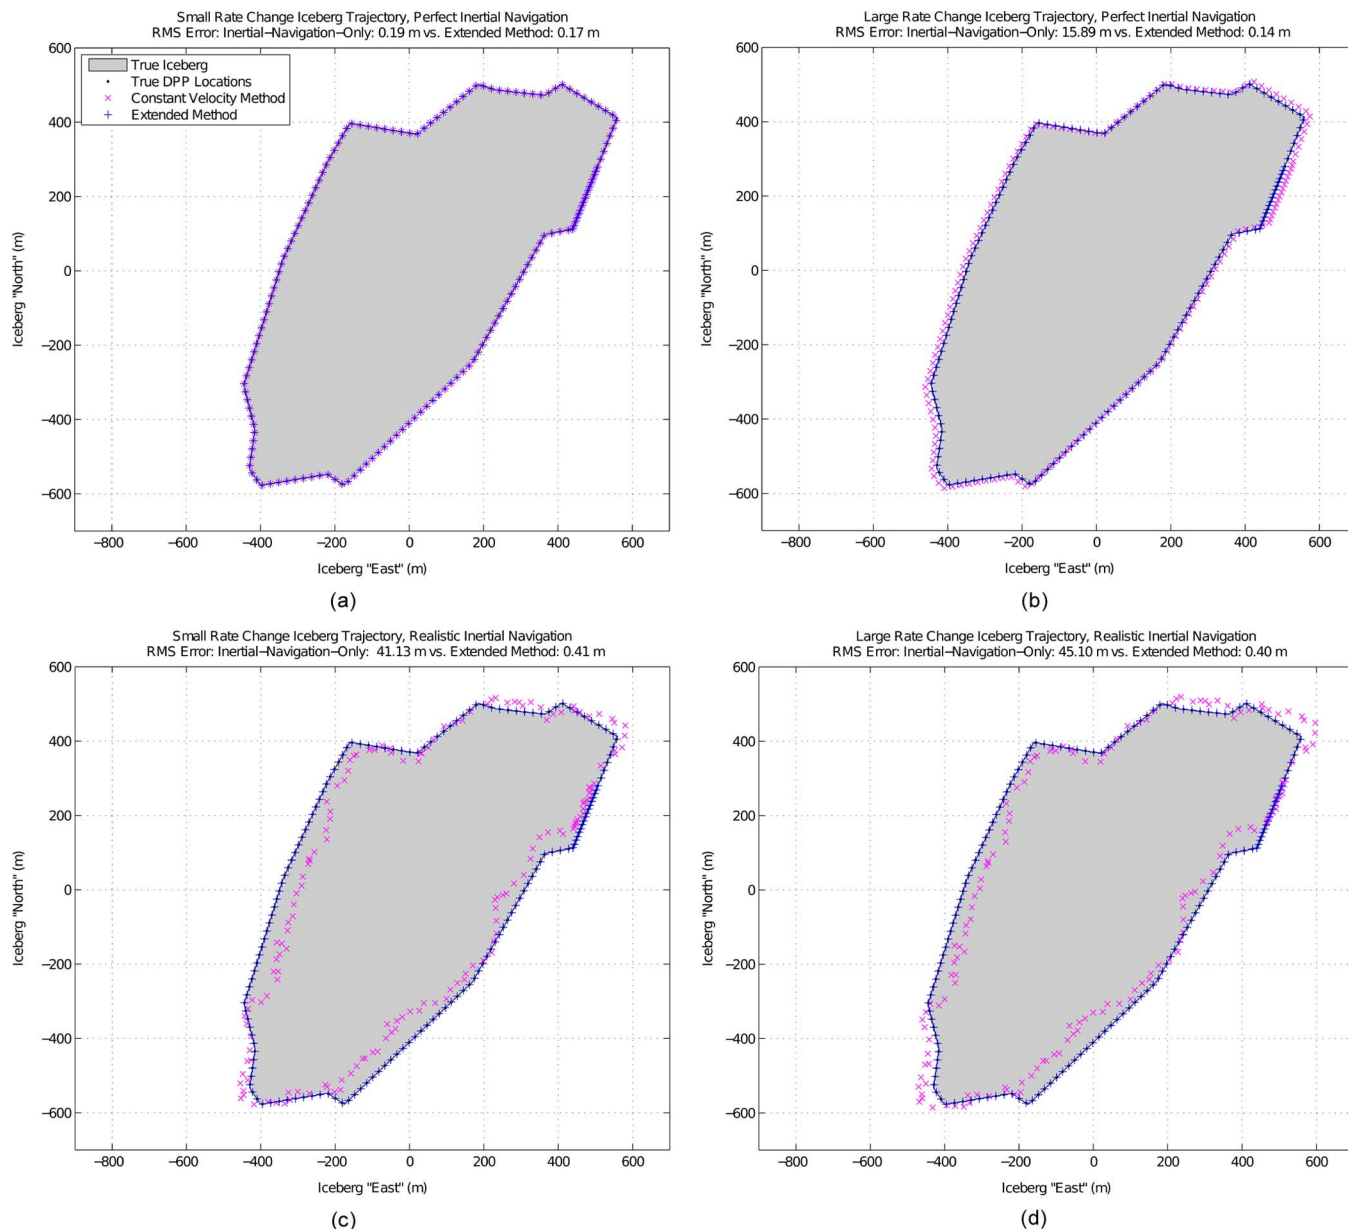 Small Rate Change Iceberg Trajectory, Perfect Inertial Navigation
RMS Error: Inertial−Navigation−Only: 0.19 m vs. Extended Method: 0.17 m
600
400
200
0
−200
−400
−600
Iceberg "North" (m)
True Iceberg
True DPP Locations
Constant Velocity Method
Extended Method
−800 −600 −400 −200 0 200 400 600
Iceberg "East" (m)
(a)
Large Rate Change Iceberg Trajectory, Perfect Inertial Navigation
RMS Error: Inertial−Navigation−Only: 15.89 m vs. Extended Method: 0.14 m
600
400
200
0
−200
−400
−600
Iceberg "North" (m)
−800 −600 −400 −200 0 200 400 600
Iceberg "East" (m)
(b)
Small Rate Change Iceberg Trajectory, Realistic Inertial Navigation
RMS Error: Inertial−Navigation−Only: 41.13 m vs. Extended Method: 0.41 m
600
400
200
0
−200
−400
−600
Iceberg "North" (m)
−800 −600 −400 −200 0 200 400 600
Iceberg "East" (m)
(c)
Large Rate Change Iceberg Trajectory, Realistic Inertial Navigation
RMS Error: Inertial−Navigation−Only: 45.10 m vs. Extended Method: 0.40 m
600
400
200
0
−200
−400
−600
Iceberg "North" (m)
−800 −600 −400 −200 0 200 400 600
Iceberg "East" (m)
(d)